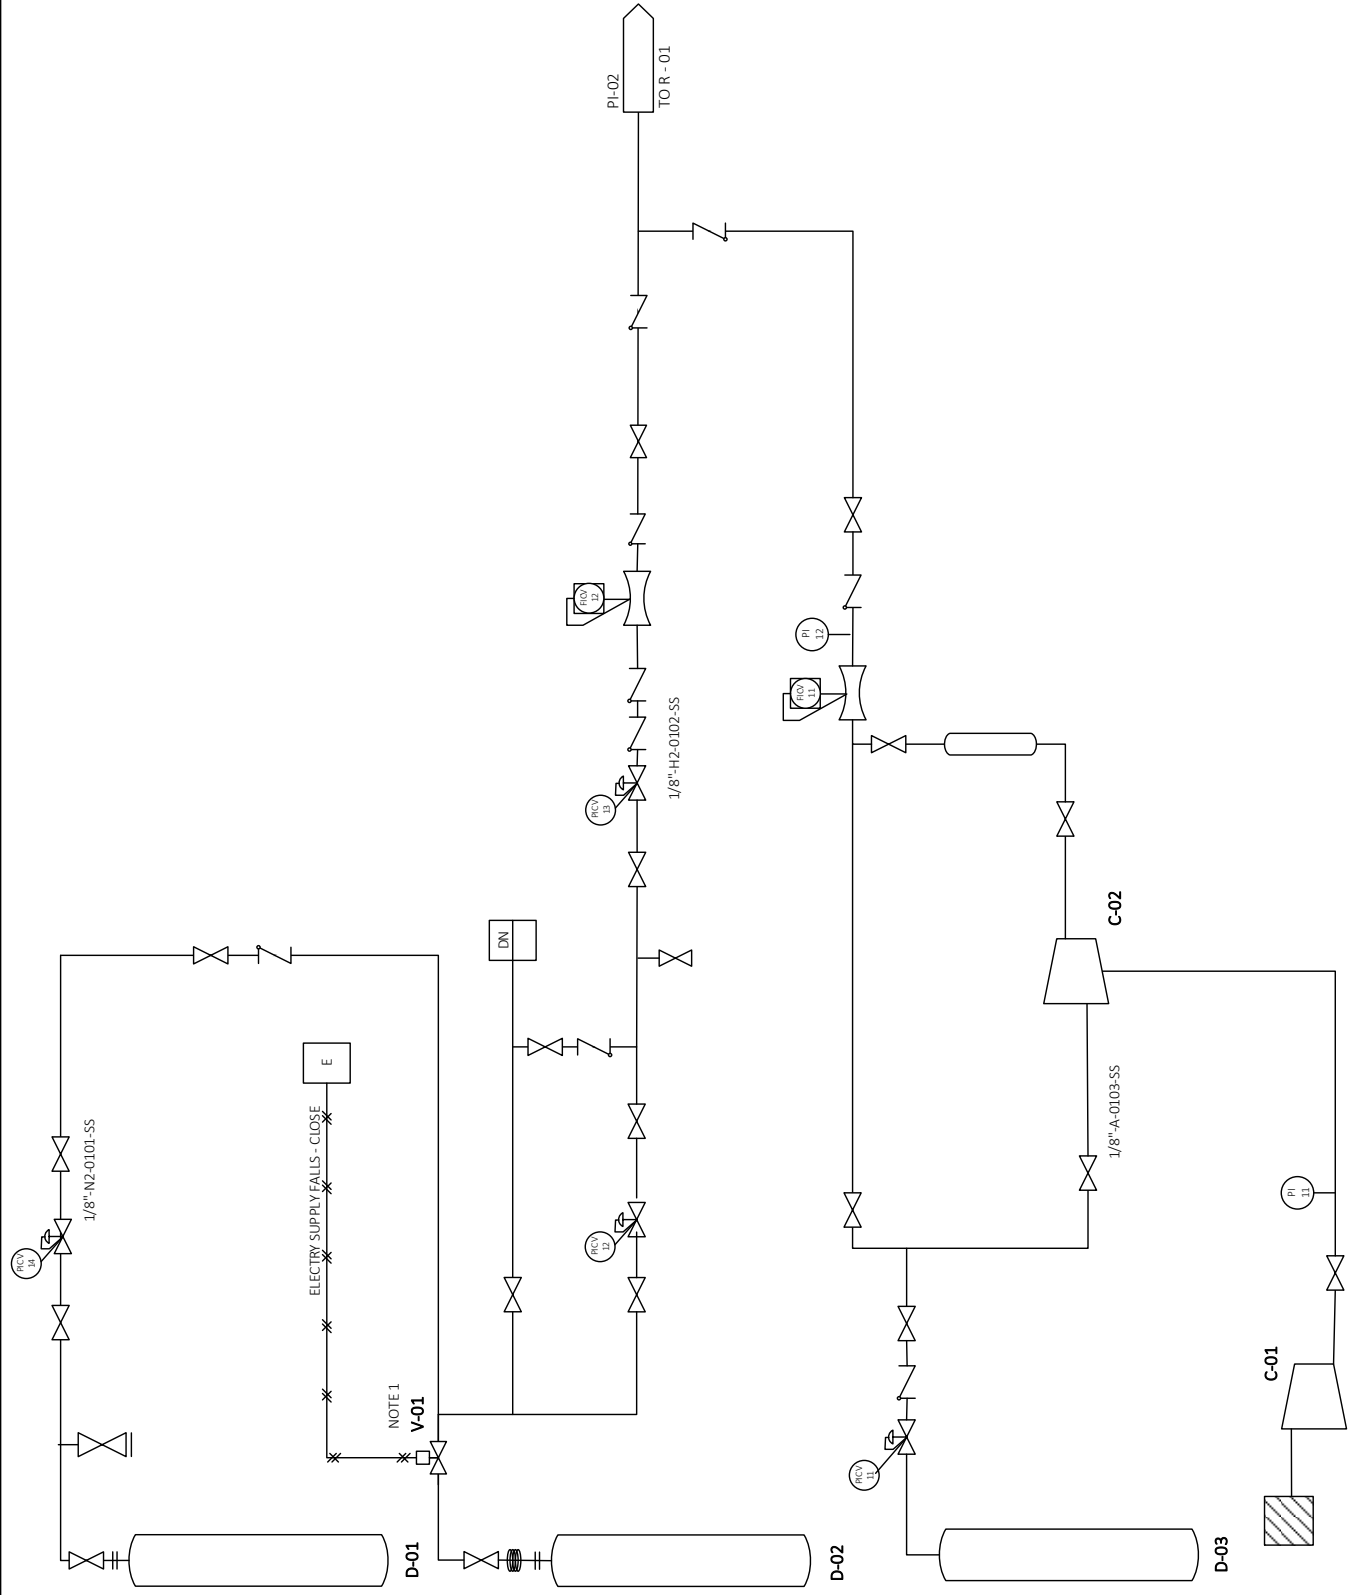 PI-02
TO R - 01
FICV
12
PI
12
FICV
11
PICV
13
1/8"-H2-0102-SS
C-02
DN
E
ELECTRY SUPPLY FALLS - CLOSE
1/8"-N2-0101-SS
1/8"-A-0103-SS
PI
11
PICV
14
PICV
12
NOTE 1
V-01
C-01
PICV
11
D-01
D-02
D-03